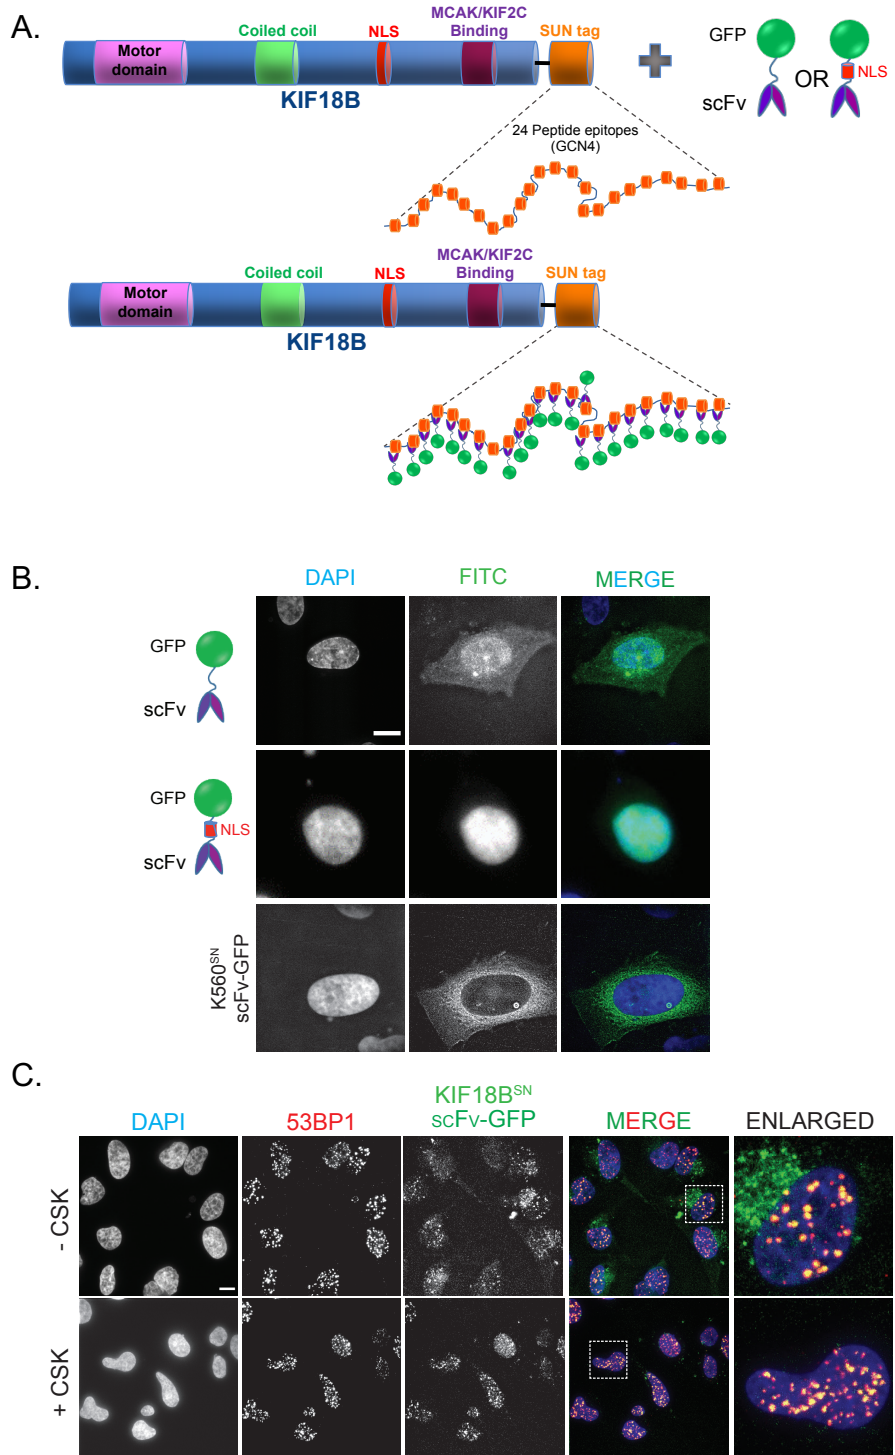 A.
MCAK/KIF2C
Coiled coil NLS Binding SUN tag
Motor
domain
KIF18B
GFP
scFv
OR
NLS
24 Peptide epitopes
(GCN4)
MCAK/KIF2C
Coiled coil NLS Binding SUN tag
Motor
domain
KIF18B
B.
DAPI FITC MERGE
GFP
scFv
GFP
NLS
scFv
K560SN
scFv-GFP
C.
DAPI 53BP1 KIF18BSN
scFv-GFP MERGE ENLARGED
- CSK
+ CSK